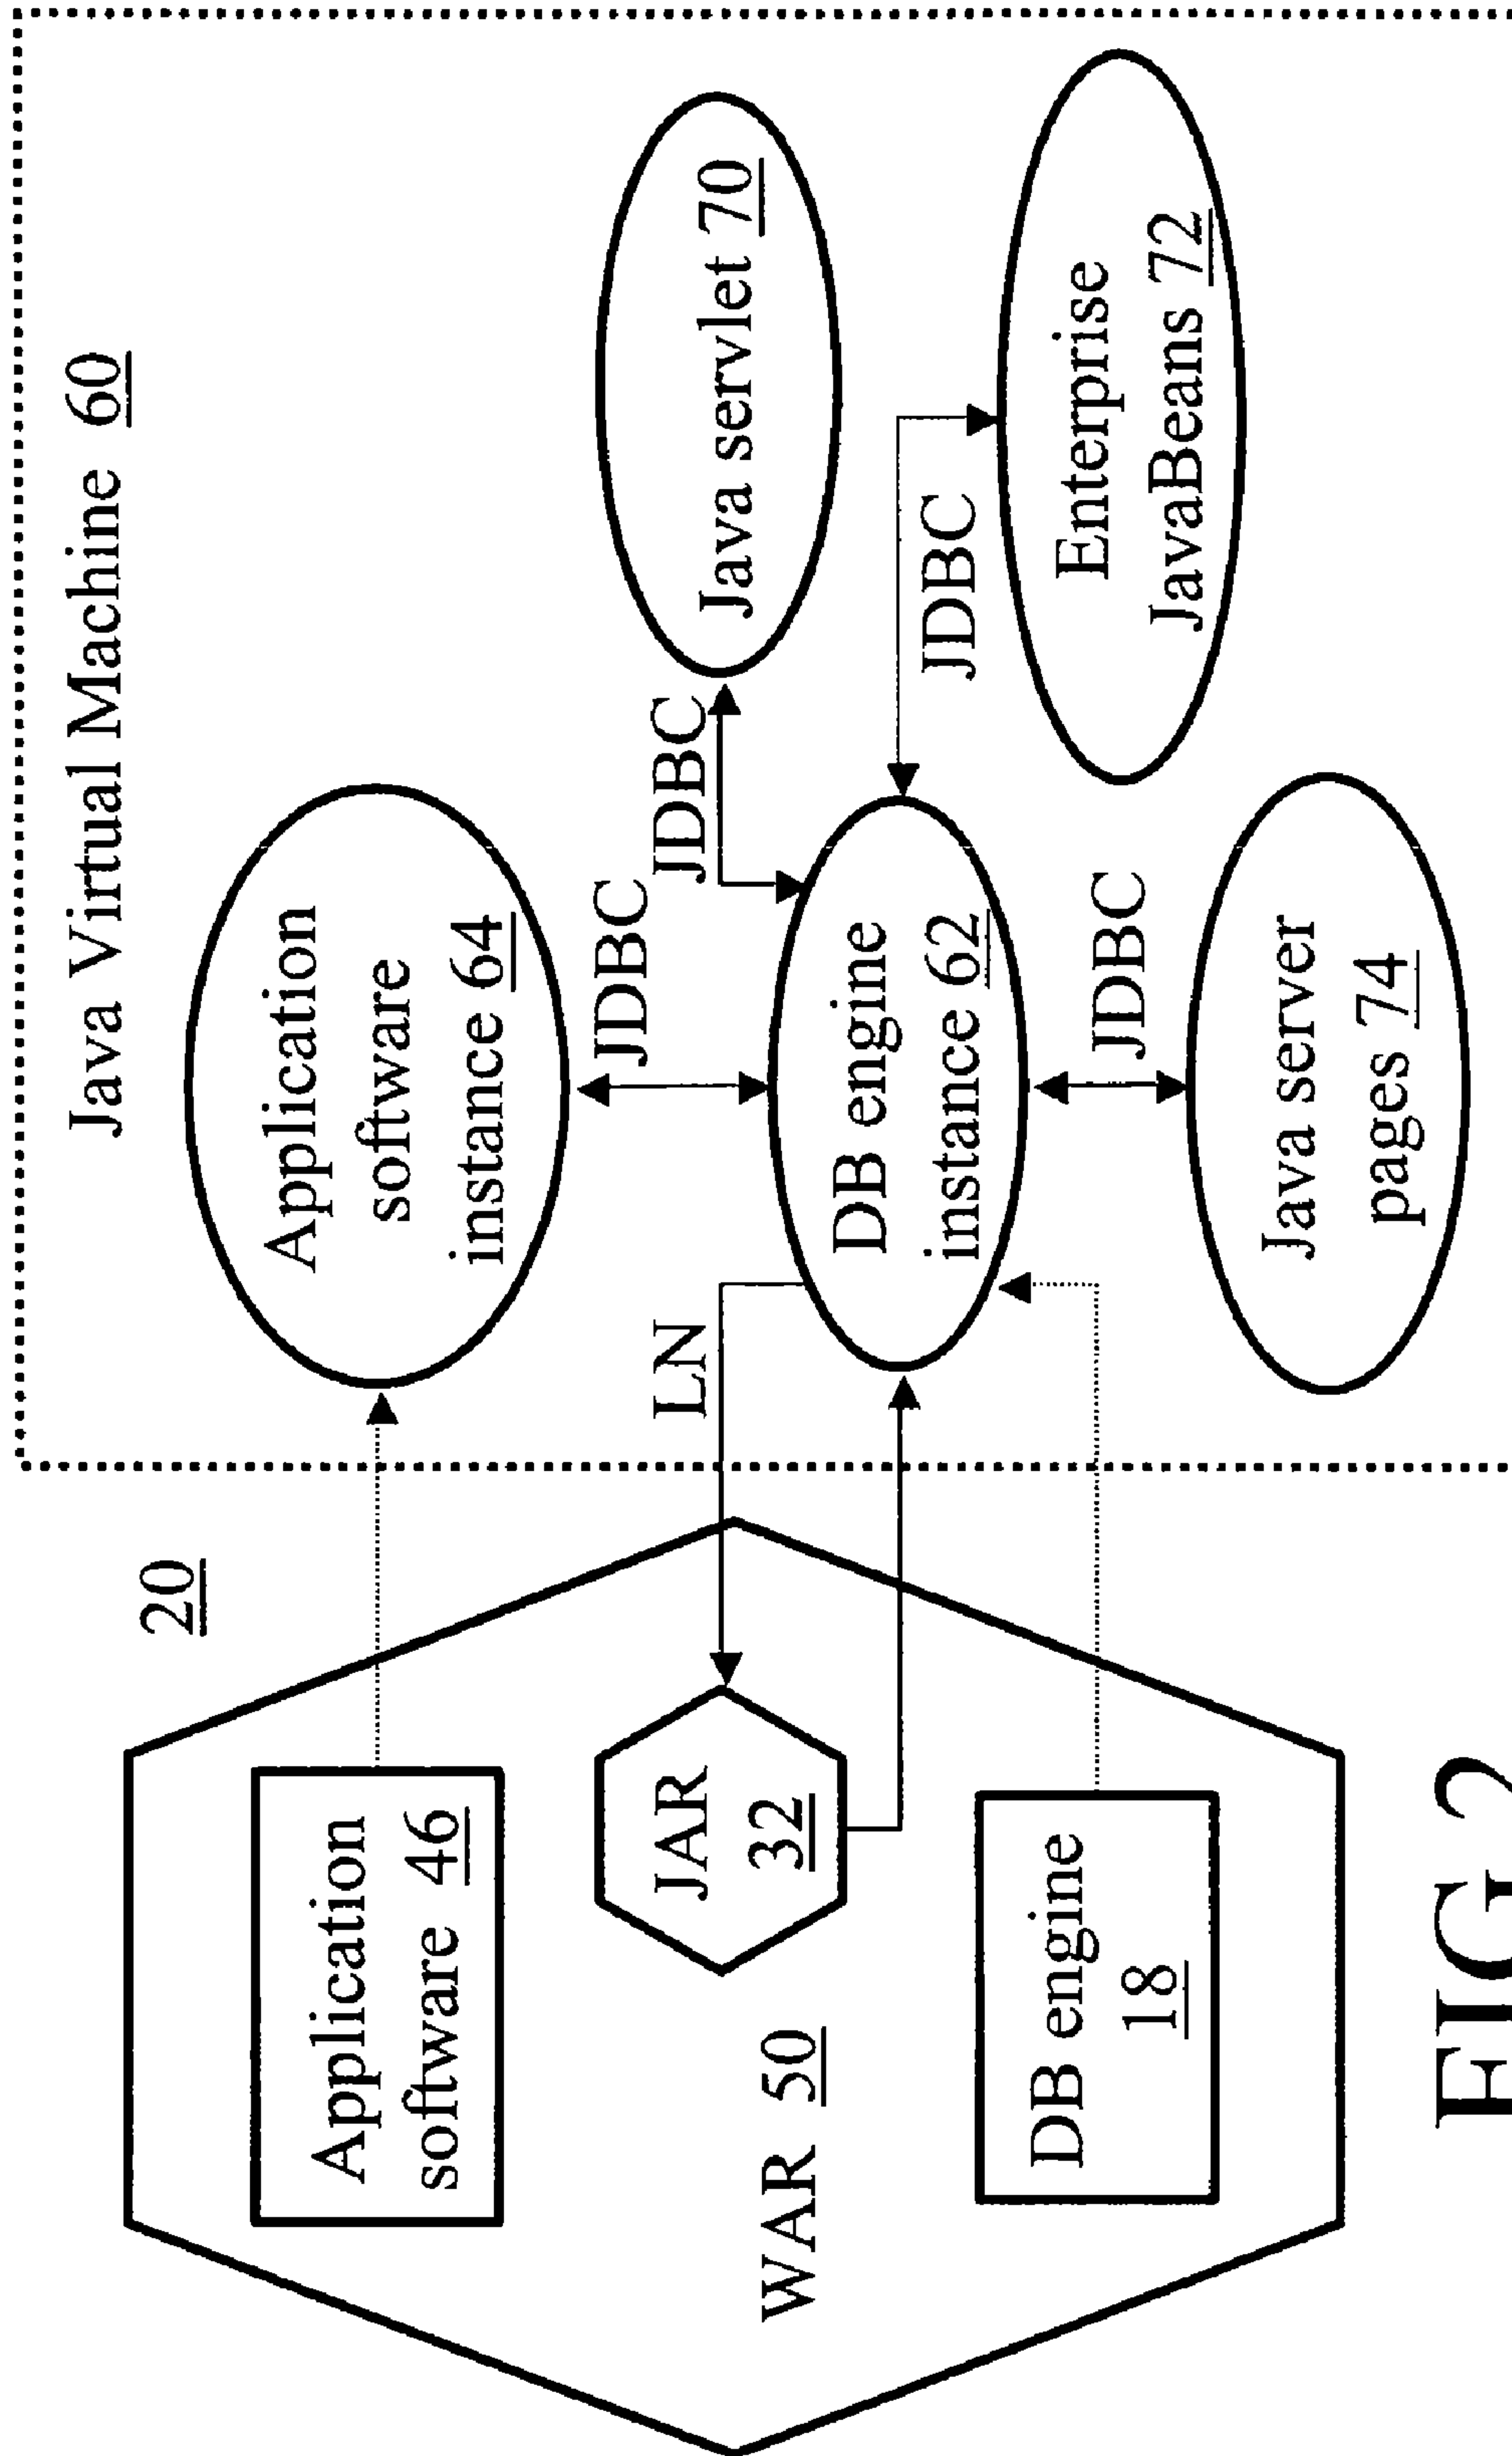 Java Virtual Machine 60
20
Application
software 46
Application
software
instance 64
JDBC
JDBC
Java servlet 70
LN
JAR
32
WAR 50
DB engine
instance 62
JDBC
Enterprise
JavaBeans 72
DB engine
18
JDBC
Java server
pages 74
FIG 2